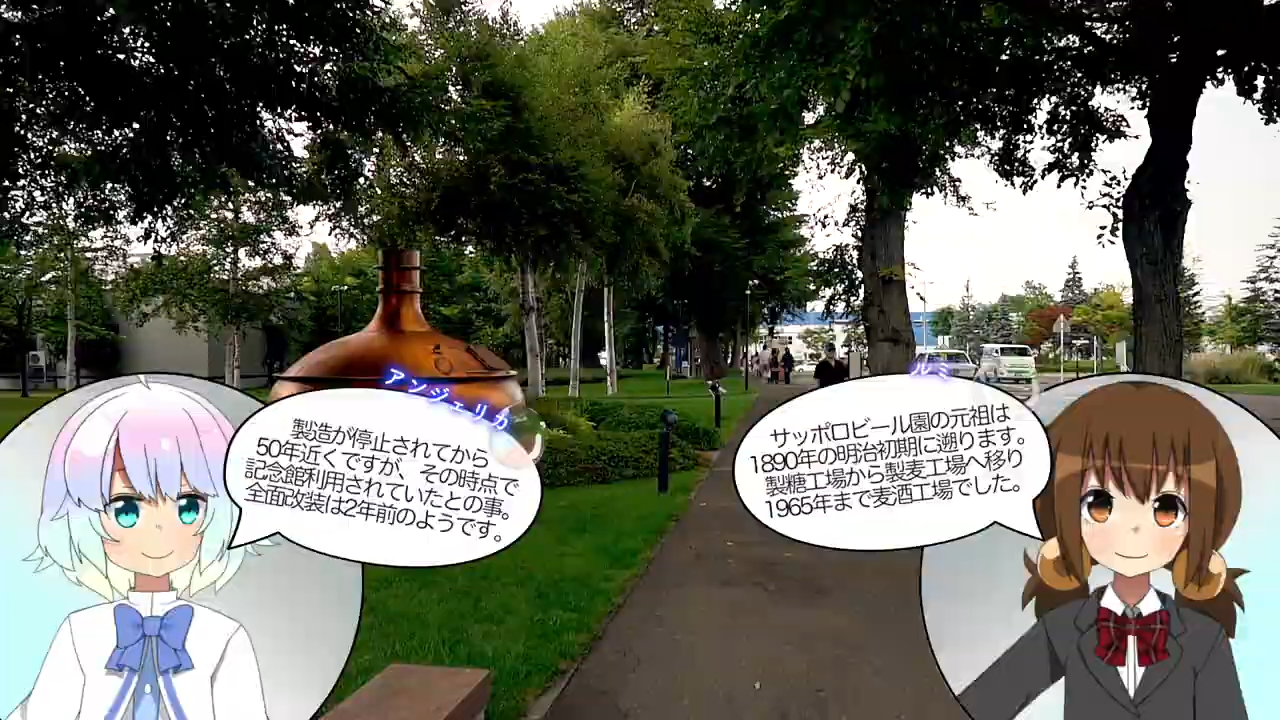 アンジェリカ
製造が停止されてから
50年近くですが、その時点で
記念館利用されていたとの事。
全面改装は2年前のようです。
ルミ
サッポロビール園の元祖は
1890年の明治初期に遡ります。
製糖工場から製麦工場へ移り
1965年まで麦酒工場でした。